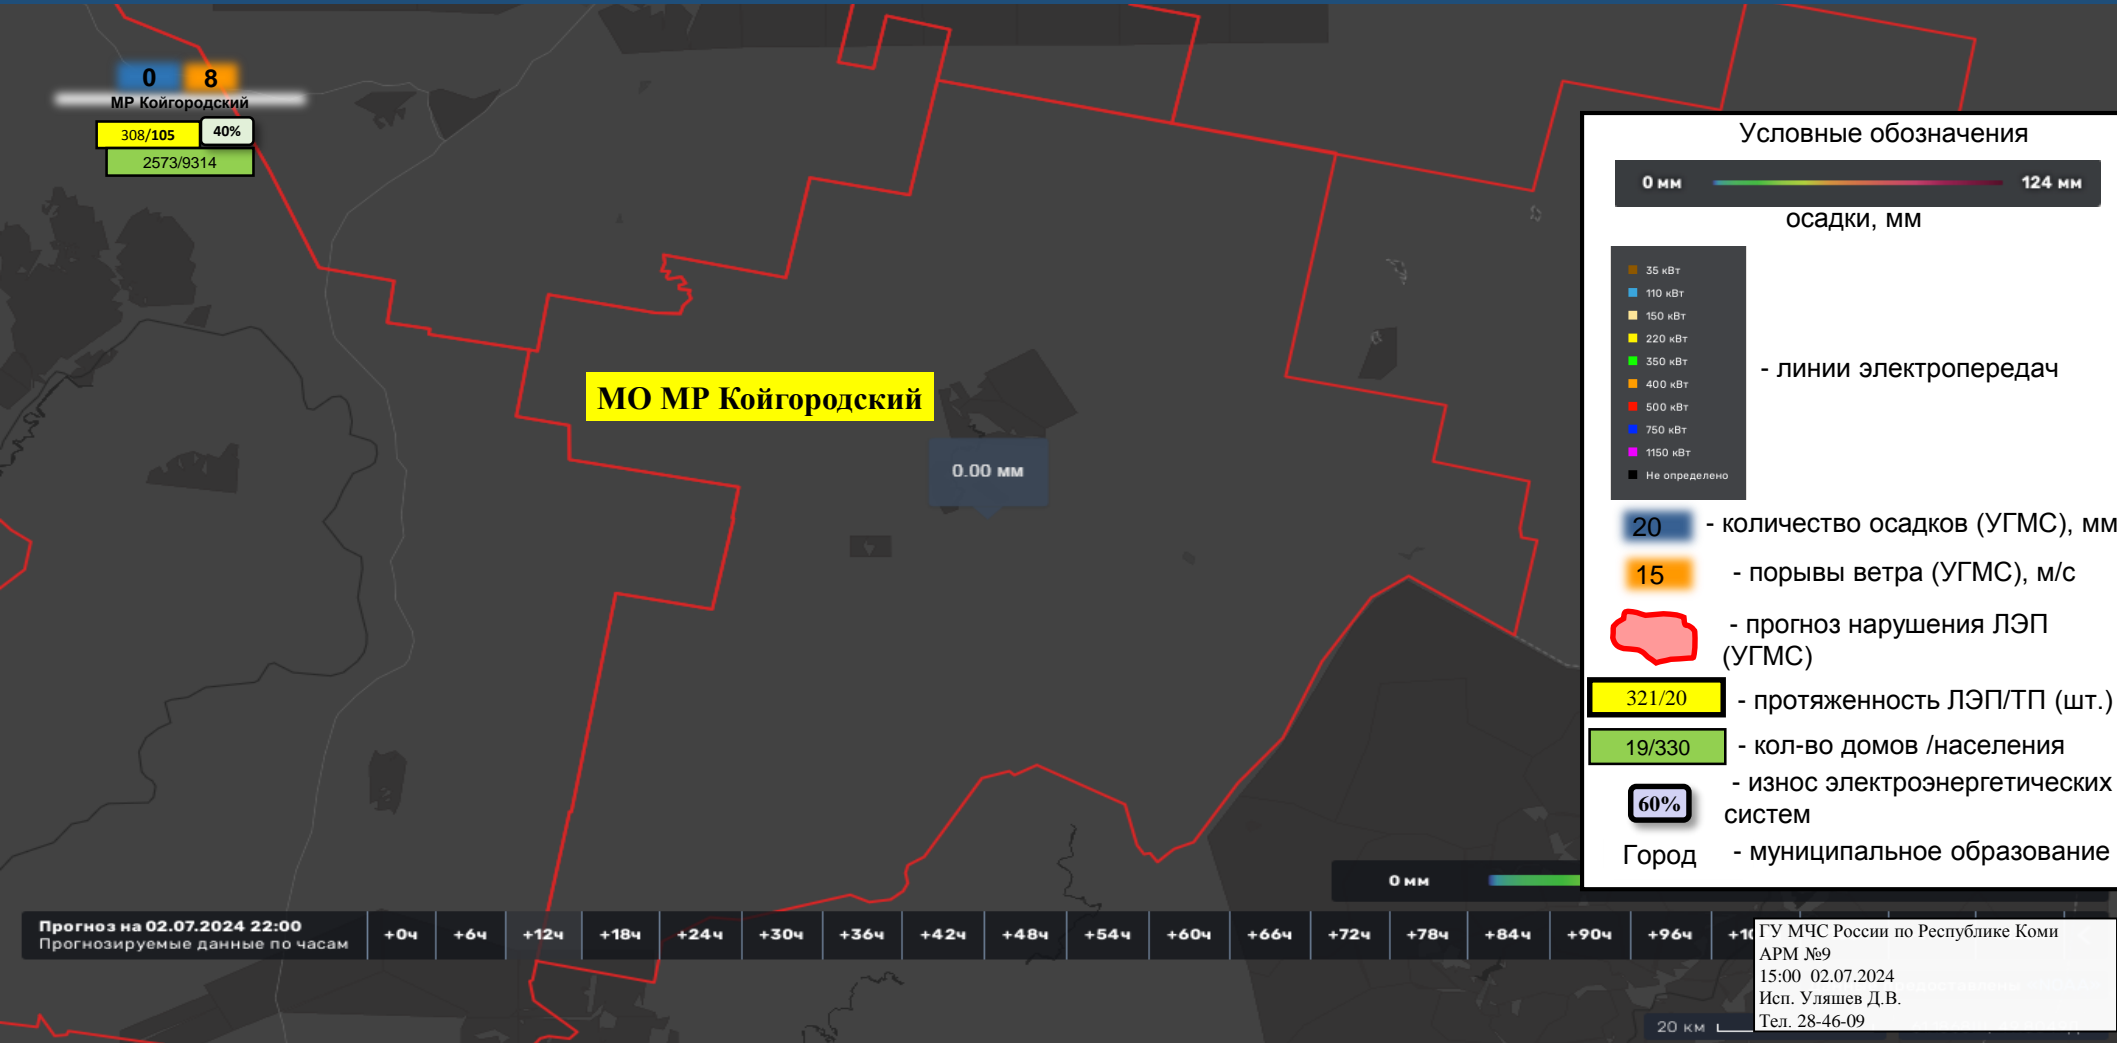 0 8
МР Койгородский
308/105 40%
2573/9314
МО МР Койгородский
0.00 мм
Условные обозначения
0 мм 124 мм
осадки, мм
35 кВт
110 кВт
150 кВт
220 кВт
350 кВт
400 кВт
500 кВт
750 кВт
1150 кВт
Не определено
- линии электропередач
20 - количество осадков (УГМС), мм
15 - порывы ветра (УГМС), м/с
- прогноз нарушения ЛЭП
(УГМС)
321/20 - протяженность ЛЭП/ТП (шт.)
19/330 - кол-во домов /населения
60% - износ электроэнергетических
систем
Город - муниципальное образование
0 мм
Прогноз на 02.07.2024 22:00
Прогнозируемые данные по часам
+0ч +6ч +12ч +18ч +24ч +30ч +36ч +42ч +48ч +54ч +60ч +66ч +72ч +78ч +84ч +90ч +96ч
ГУ МЧС России по Республике Коми
АРМ №9
15:00 02.07.2024
Исп. Уляшев Д.В.
Тел. 28-46-09
20 км